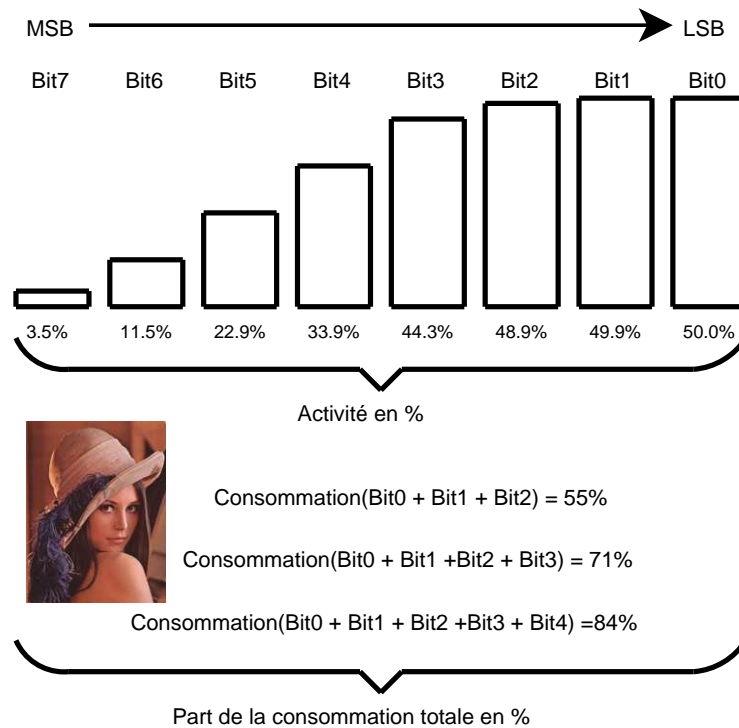 MSB LSB
Bit7 Bit6 Bit5 Bit4 Bit3 Bit2 Bit1 Bit0
3.5% 11.5% 22.9% 33.9% 44.3% 48.9% 49.9% 50.0%
Activité en %
Consommation(Bit0 + Bit1 + Bit2) = 55%
Consommation(Bit0 + Bit1 +Bit2 + Bit3) = 71%
Consommation(Bit0 + Bit1 + Bit2 +Bit3 + Bit4) =84%
Part de la consommation totale en %